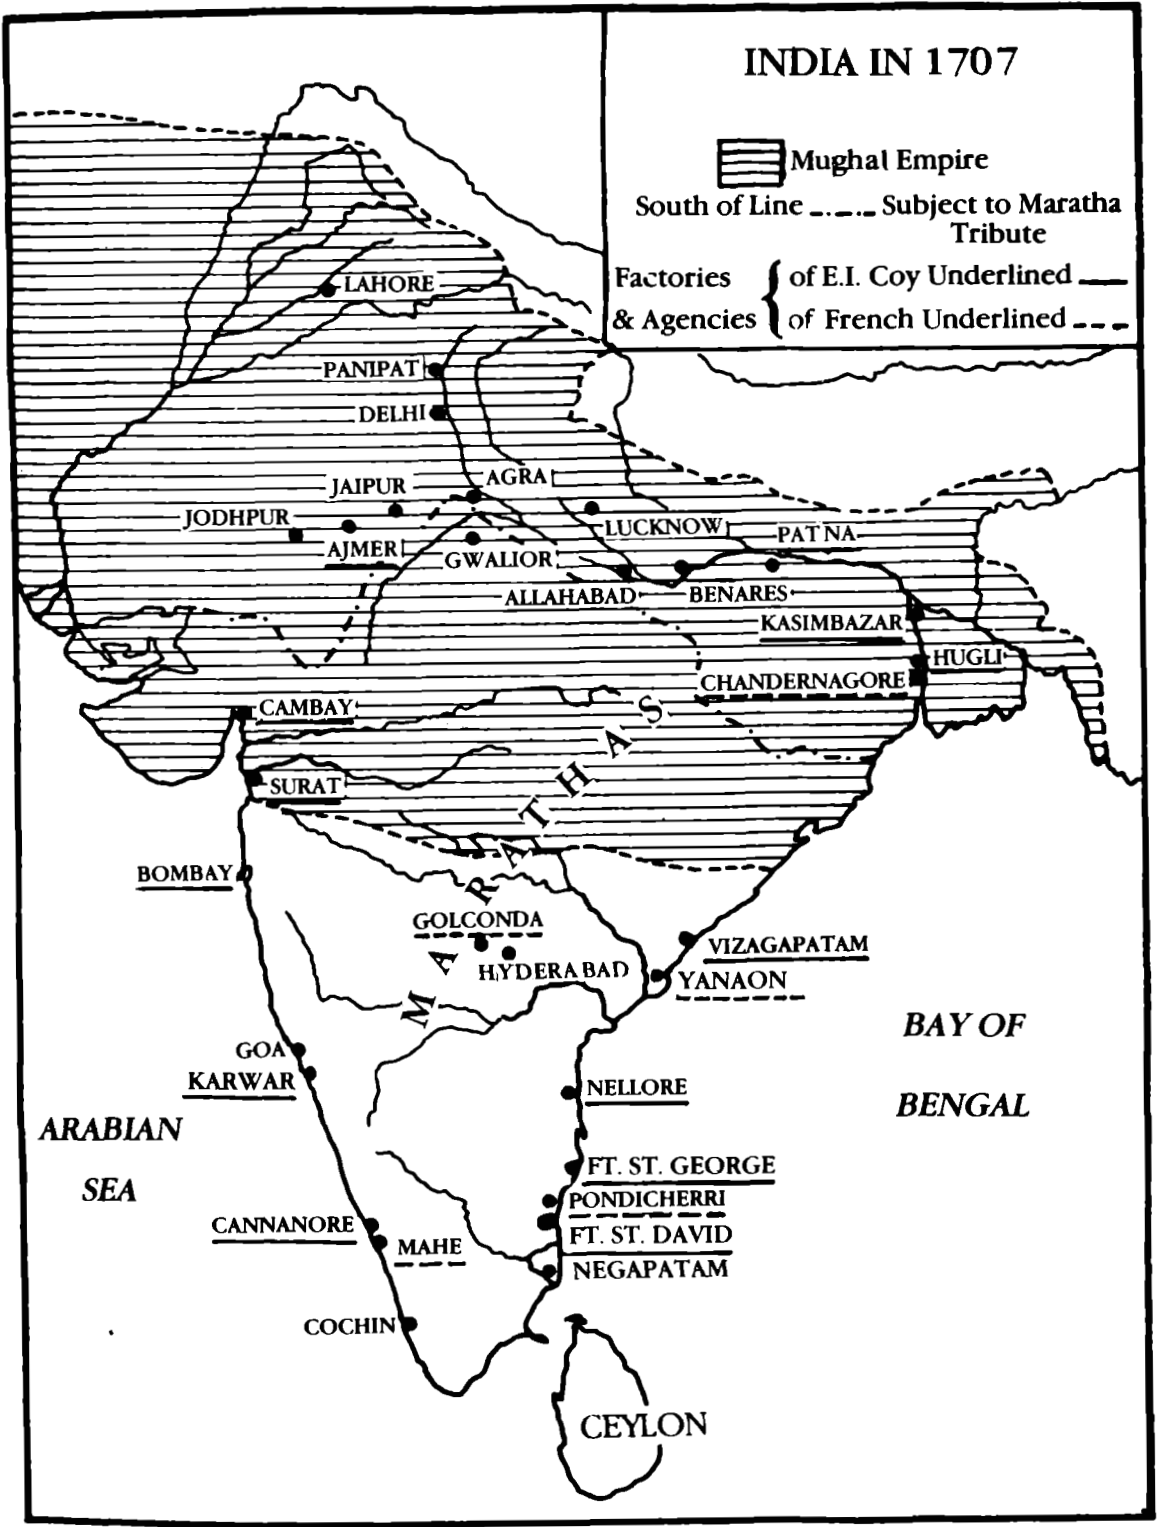 INDIA IN 1707
Mughal Empire
South of Line Subject to Maratha
Tribute
Factories of E.I. Coy Underlined
& Agencies of French Underlined
LAHORE
PANIPAT
DELHI
JAIPUR
AGRA
JODHPUR
LUCKNOW
PATNA
AJMER
GWALIOR
ALLAHABAD
BENARES
KASIMBAZAR
HUGLI
CHANDERNAGORE
CAMBAY
SURAT
MARATHAS
BOMBAY
GOLCONDA
HYDERABAD
VIZAGAPATAM
YANAON
BAY OF
BENGAL
GOA
KARWAR
NELLORE
ARABIAN
SEA
FT. ST. GEORGE
PONDICHERRI
CANNANORE
FT. ST. DAVID
MAHE
NEGAPATAM
COCHIN
CEYLON